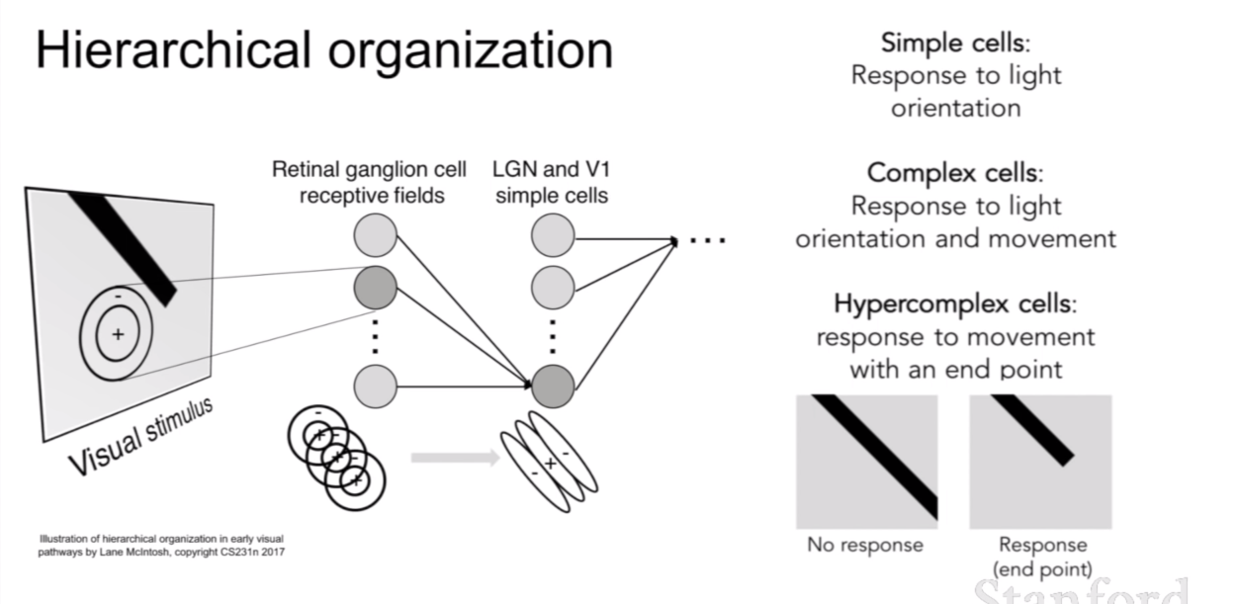 Hierarchical organization
Retinal ganglion cell
receptive fields
LGN and V1
simple cells
- 
+
...
Visual stimulus
-
+
-
+
-
+
-
+
-
Illustration of hierarchical organization in early visual
pathways by Lane McIntosh, copyright CS231n 2017
Simple cells:
Response to light
orientation
Complex cells:
Response to light
orientation and movement
Hypercomplex cells:
response to movement
with an end point
No response
Response
(end point)
Stanford